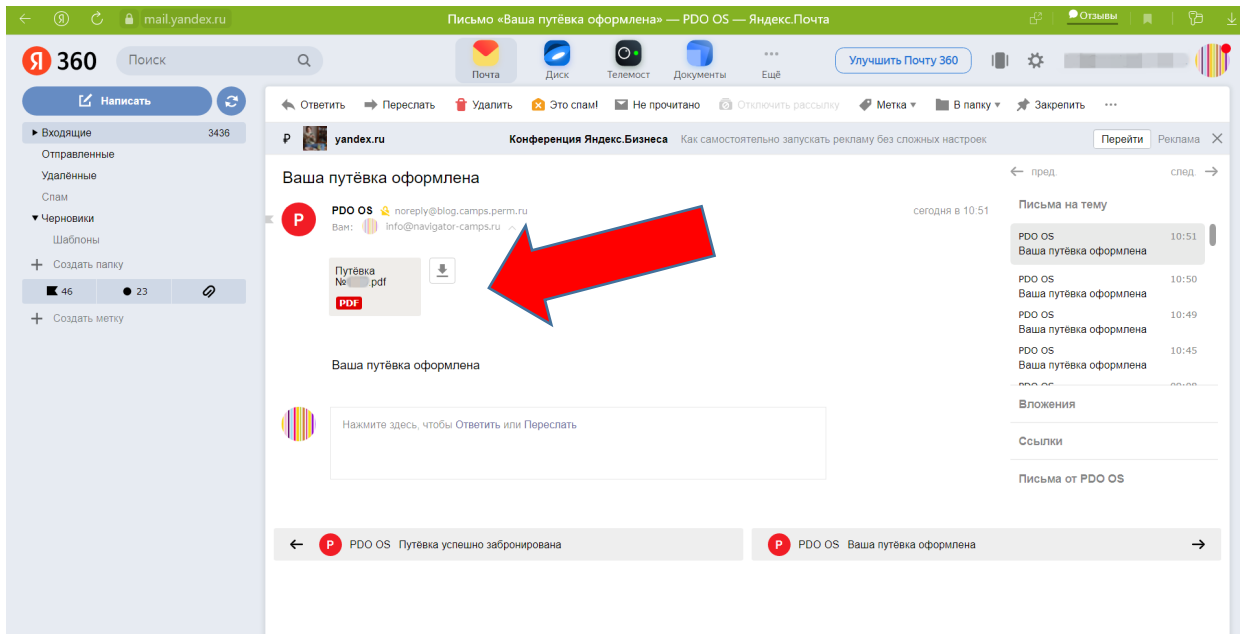 mail.yandex.ru
Письмо «Ваша путёвка оформлена» — PDO OS — Яндекс.Почта
Отзывы
Я 360
Поиск
Почта
Диск
Телемост
Документы
Ещё
Улучшить Почту 360
Написать
Ответить
Переслать
Удалить
Это спам!
Не прочитано
Отключить рассылку
Метка
В папку
Закрепить
Входящие 3436
Отправленные
Удалённые
Спам
Черновики
Шаблоны
Создать папку
46 23
Создать метку
₽ yandex.ru Конференция Яндекс.Бизнеса Как самостоятельно запускать рекламу без сложных настроек Перейти Реклама
Ваша путёвка оформлена
P PDO OS noreply@blog.camps.perm.ru сегодня в 10:51
Вам: info@navigator-camps.ru
Путёвка
№ .pdf
PDF
Ваша путёвка оформлена
Нажмите здесь, чтобы Ответить или Переслать
пред. след.
Письма на тему
PDO OS 10:51
Ваша путёвка оформлена
PDO OS 10:50
Ваша путёвка оформлена
PDO OS 10:49
Ваша путёвка оформлена
PDO OS 10:45
Ваша путёвка оформлена
Вложения
Ссылки
Письма от PDO OS
P PDO OS Путёвка успешно забронирована
P PDO OS Ваша путёвка оформлена